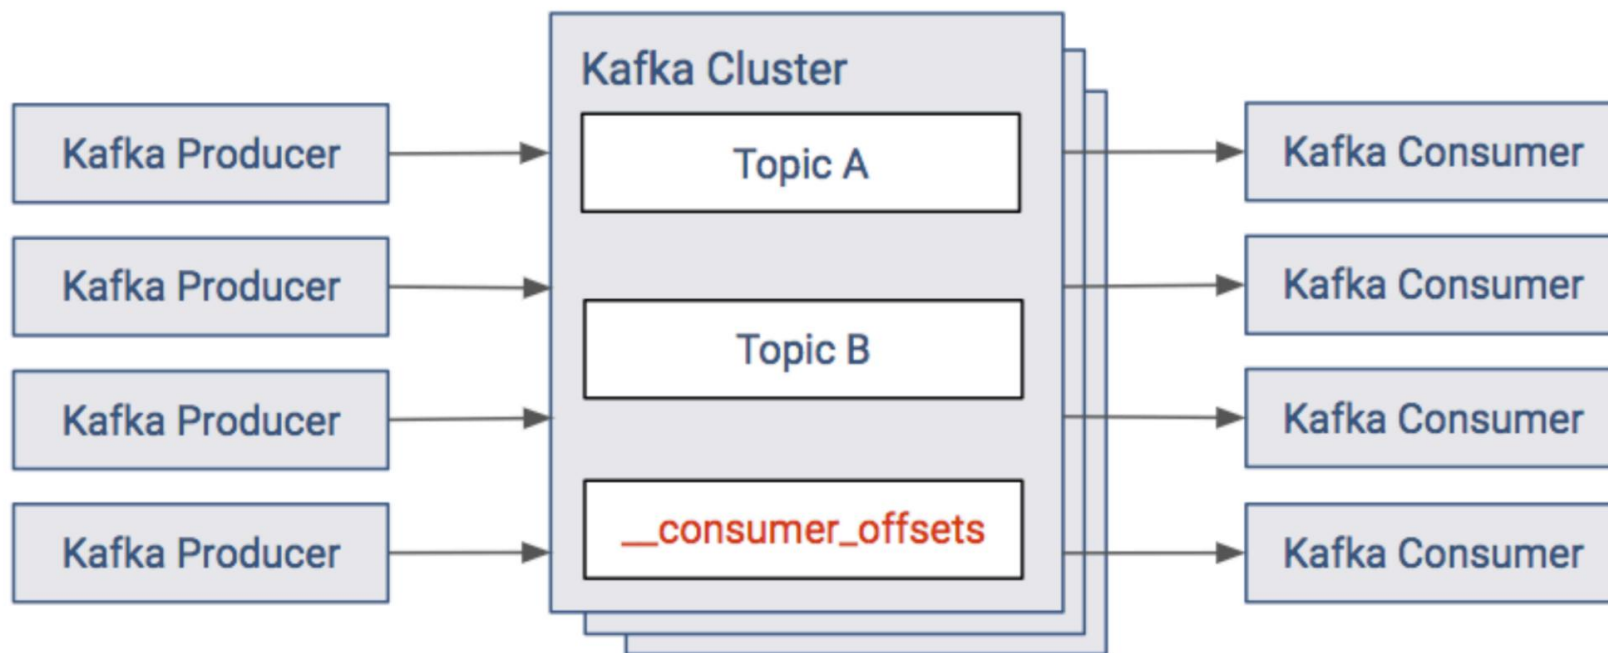 Kafka Cluster
Kafka Producer
Topic A
Kafka Consumer
Kafka Producer
Kafka Consumer
Topic B
Kafka Producer
Kafka Consumer
__consumer_offsets
Kafka Producer
Kafka Consumer